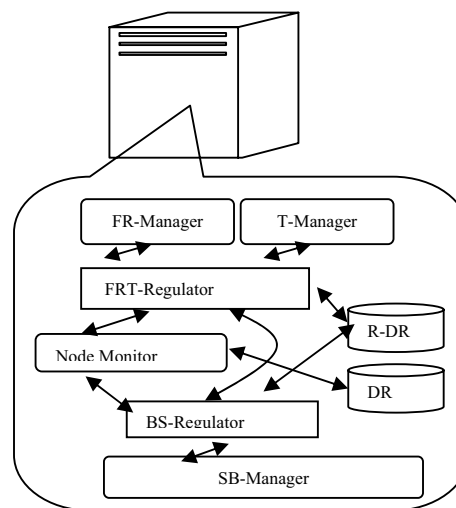 FR-Manager
T-Manager
FRT-Regulator
R-DR
Node Monitor
DR
BS-Regulator
SB-Manager